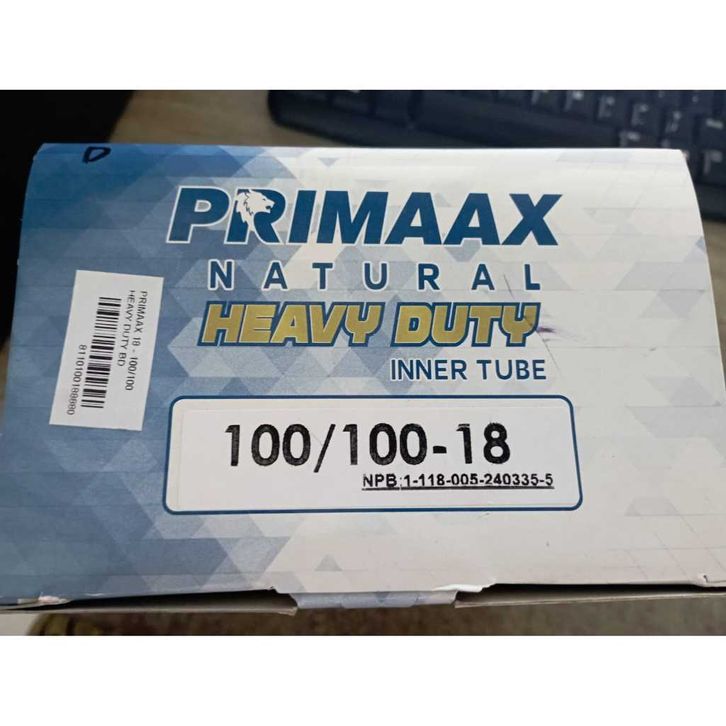 PRIMAAX
NATURAL
HEAVY DUTY
INNER TUBE
100/100-18
NPB:1-118-005-240335-5
PRIMAAX 18 - 100/100
HEAVY DUTY BD